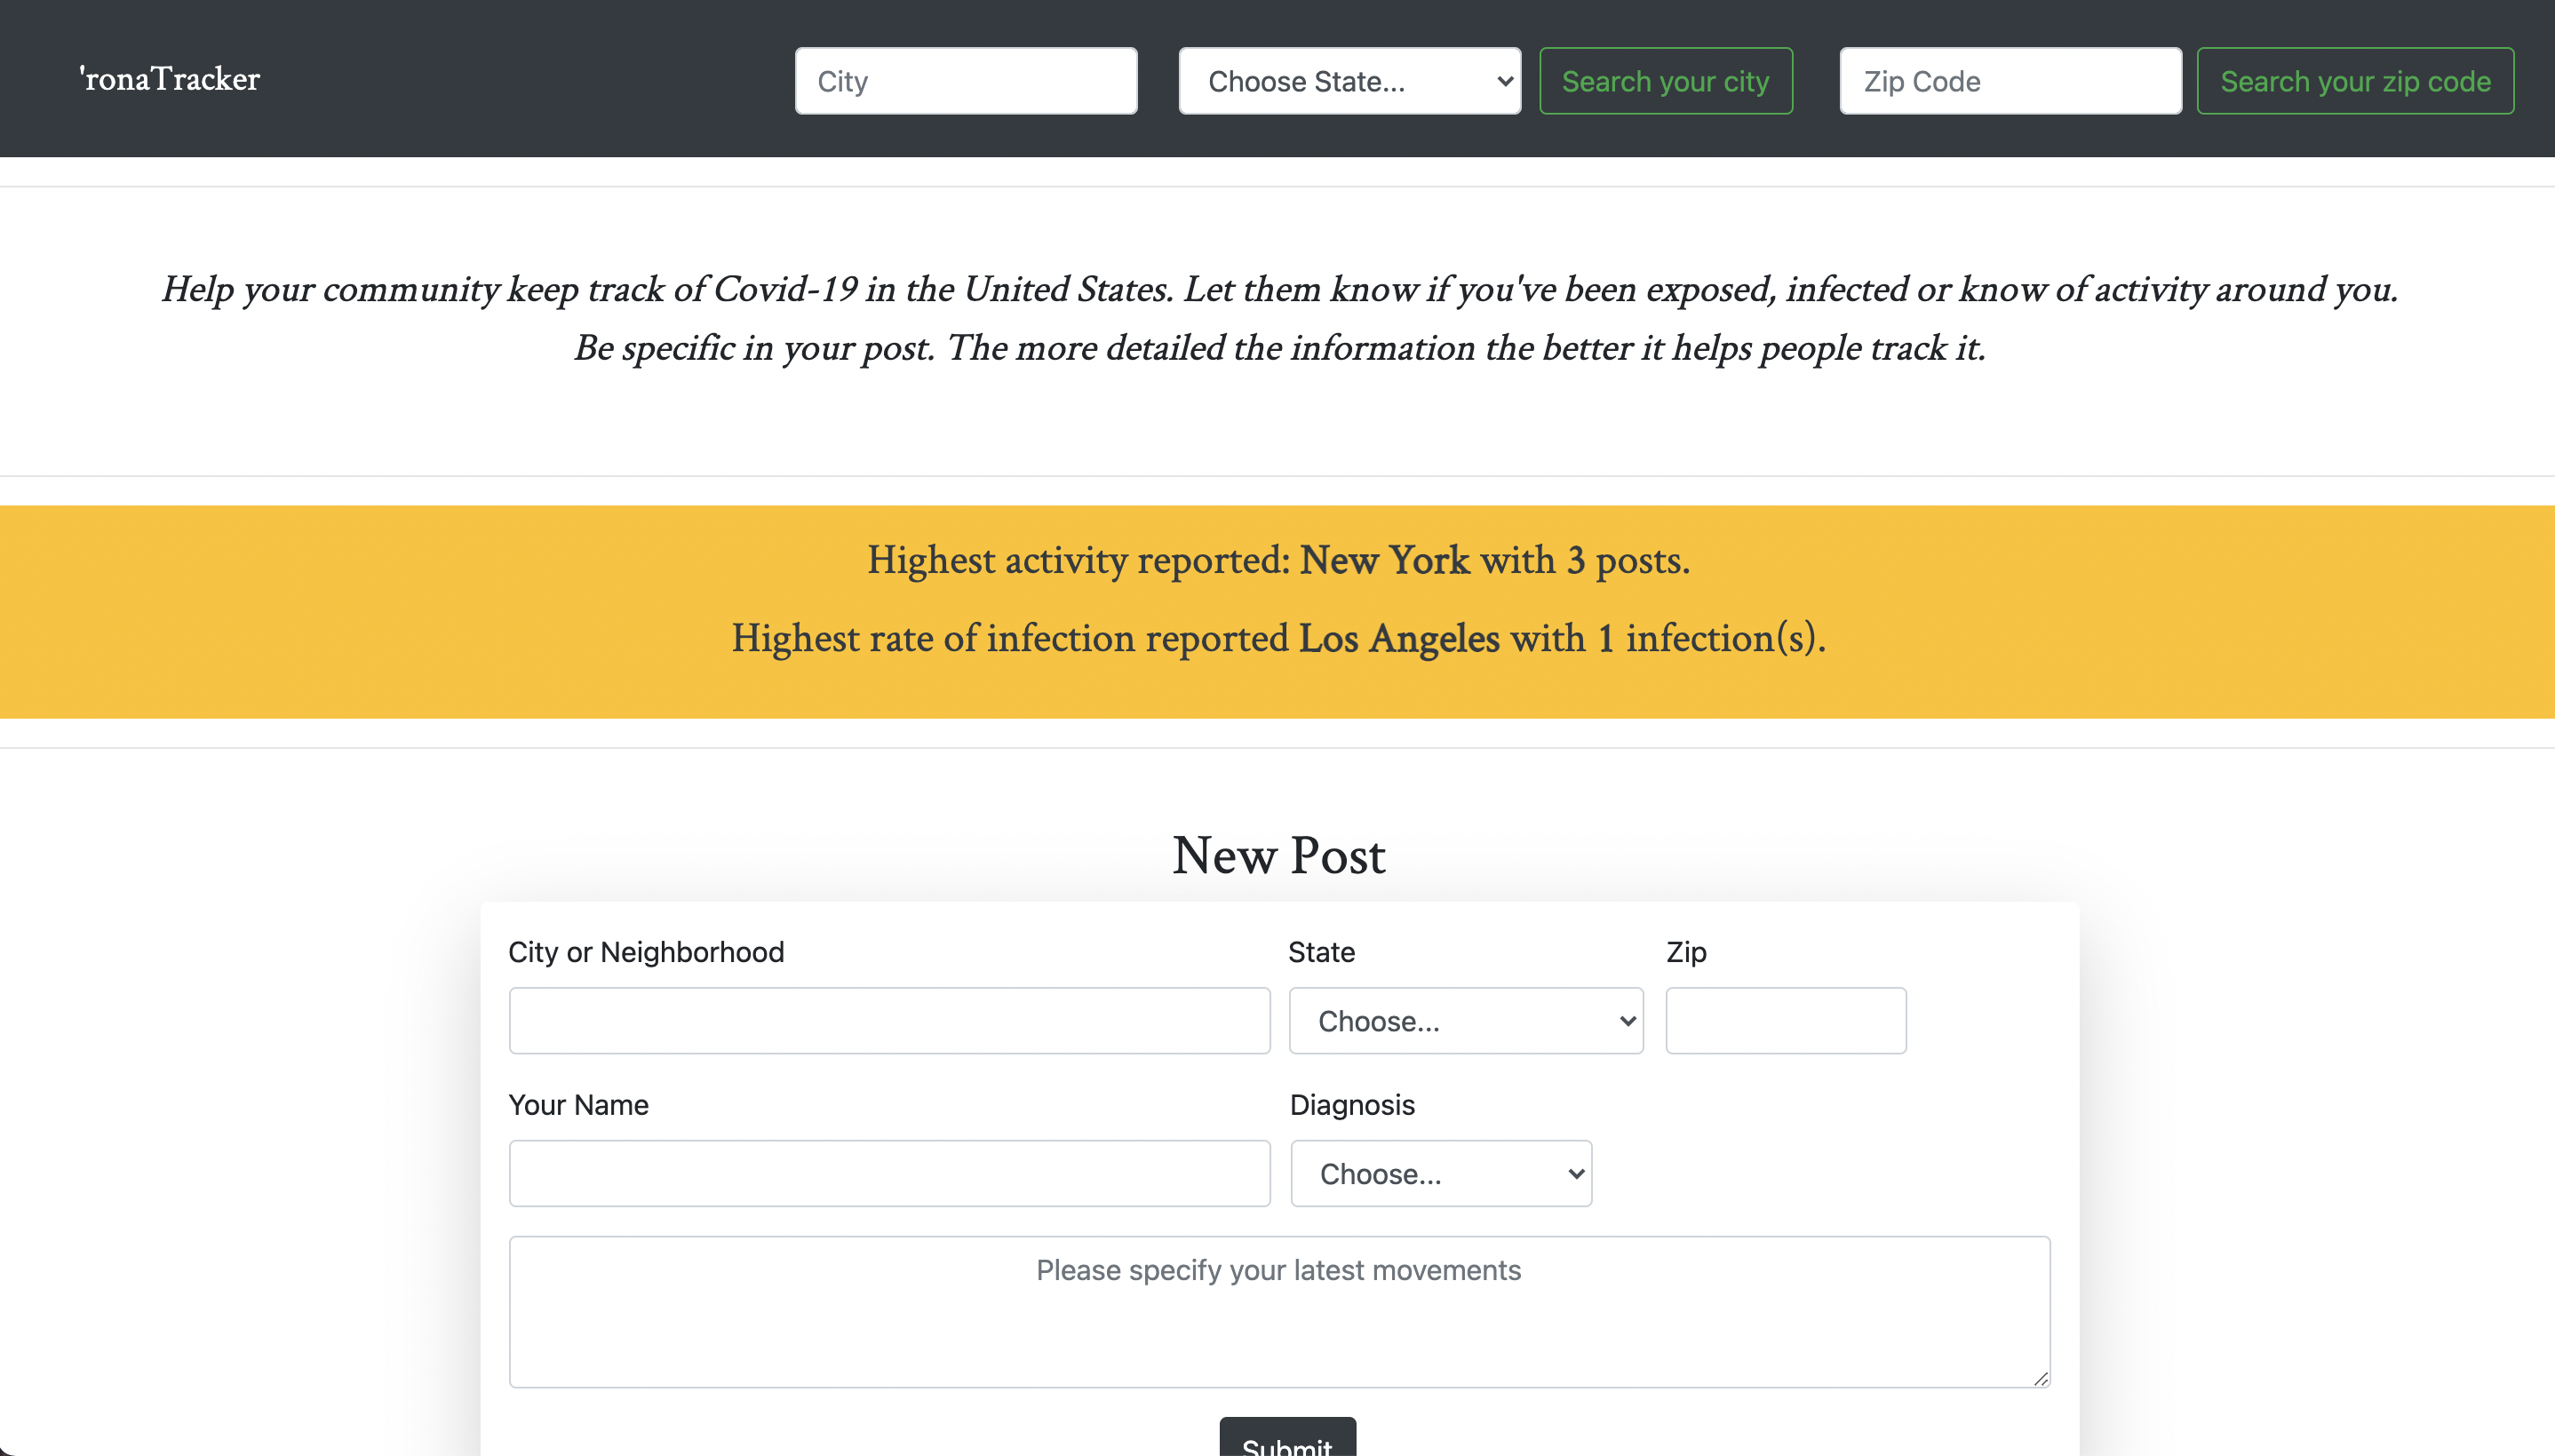 'ronaTracker
City
Choose State...
Search your city
Zip Code
Search your zip code
Help your community keep track of Covid-19 in the United States. Let them know if you've been exposed, infected or know of activity around you.
Be specific in your post. The more detailed the information the better it helps people track it.
Highest activity reported: New York with 3 posts.
Highest rate of infection reported Los Angeles with 1 infection(s).
New Post
City or Neighborhood
State
Zip
Choose...
Your Name
Diagnosis
Choose...
Please specify your latest movements
Submit